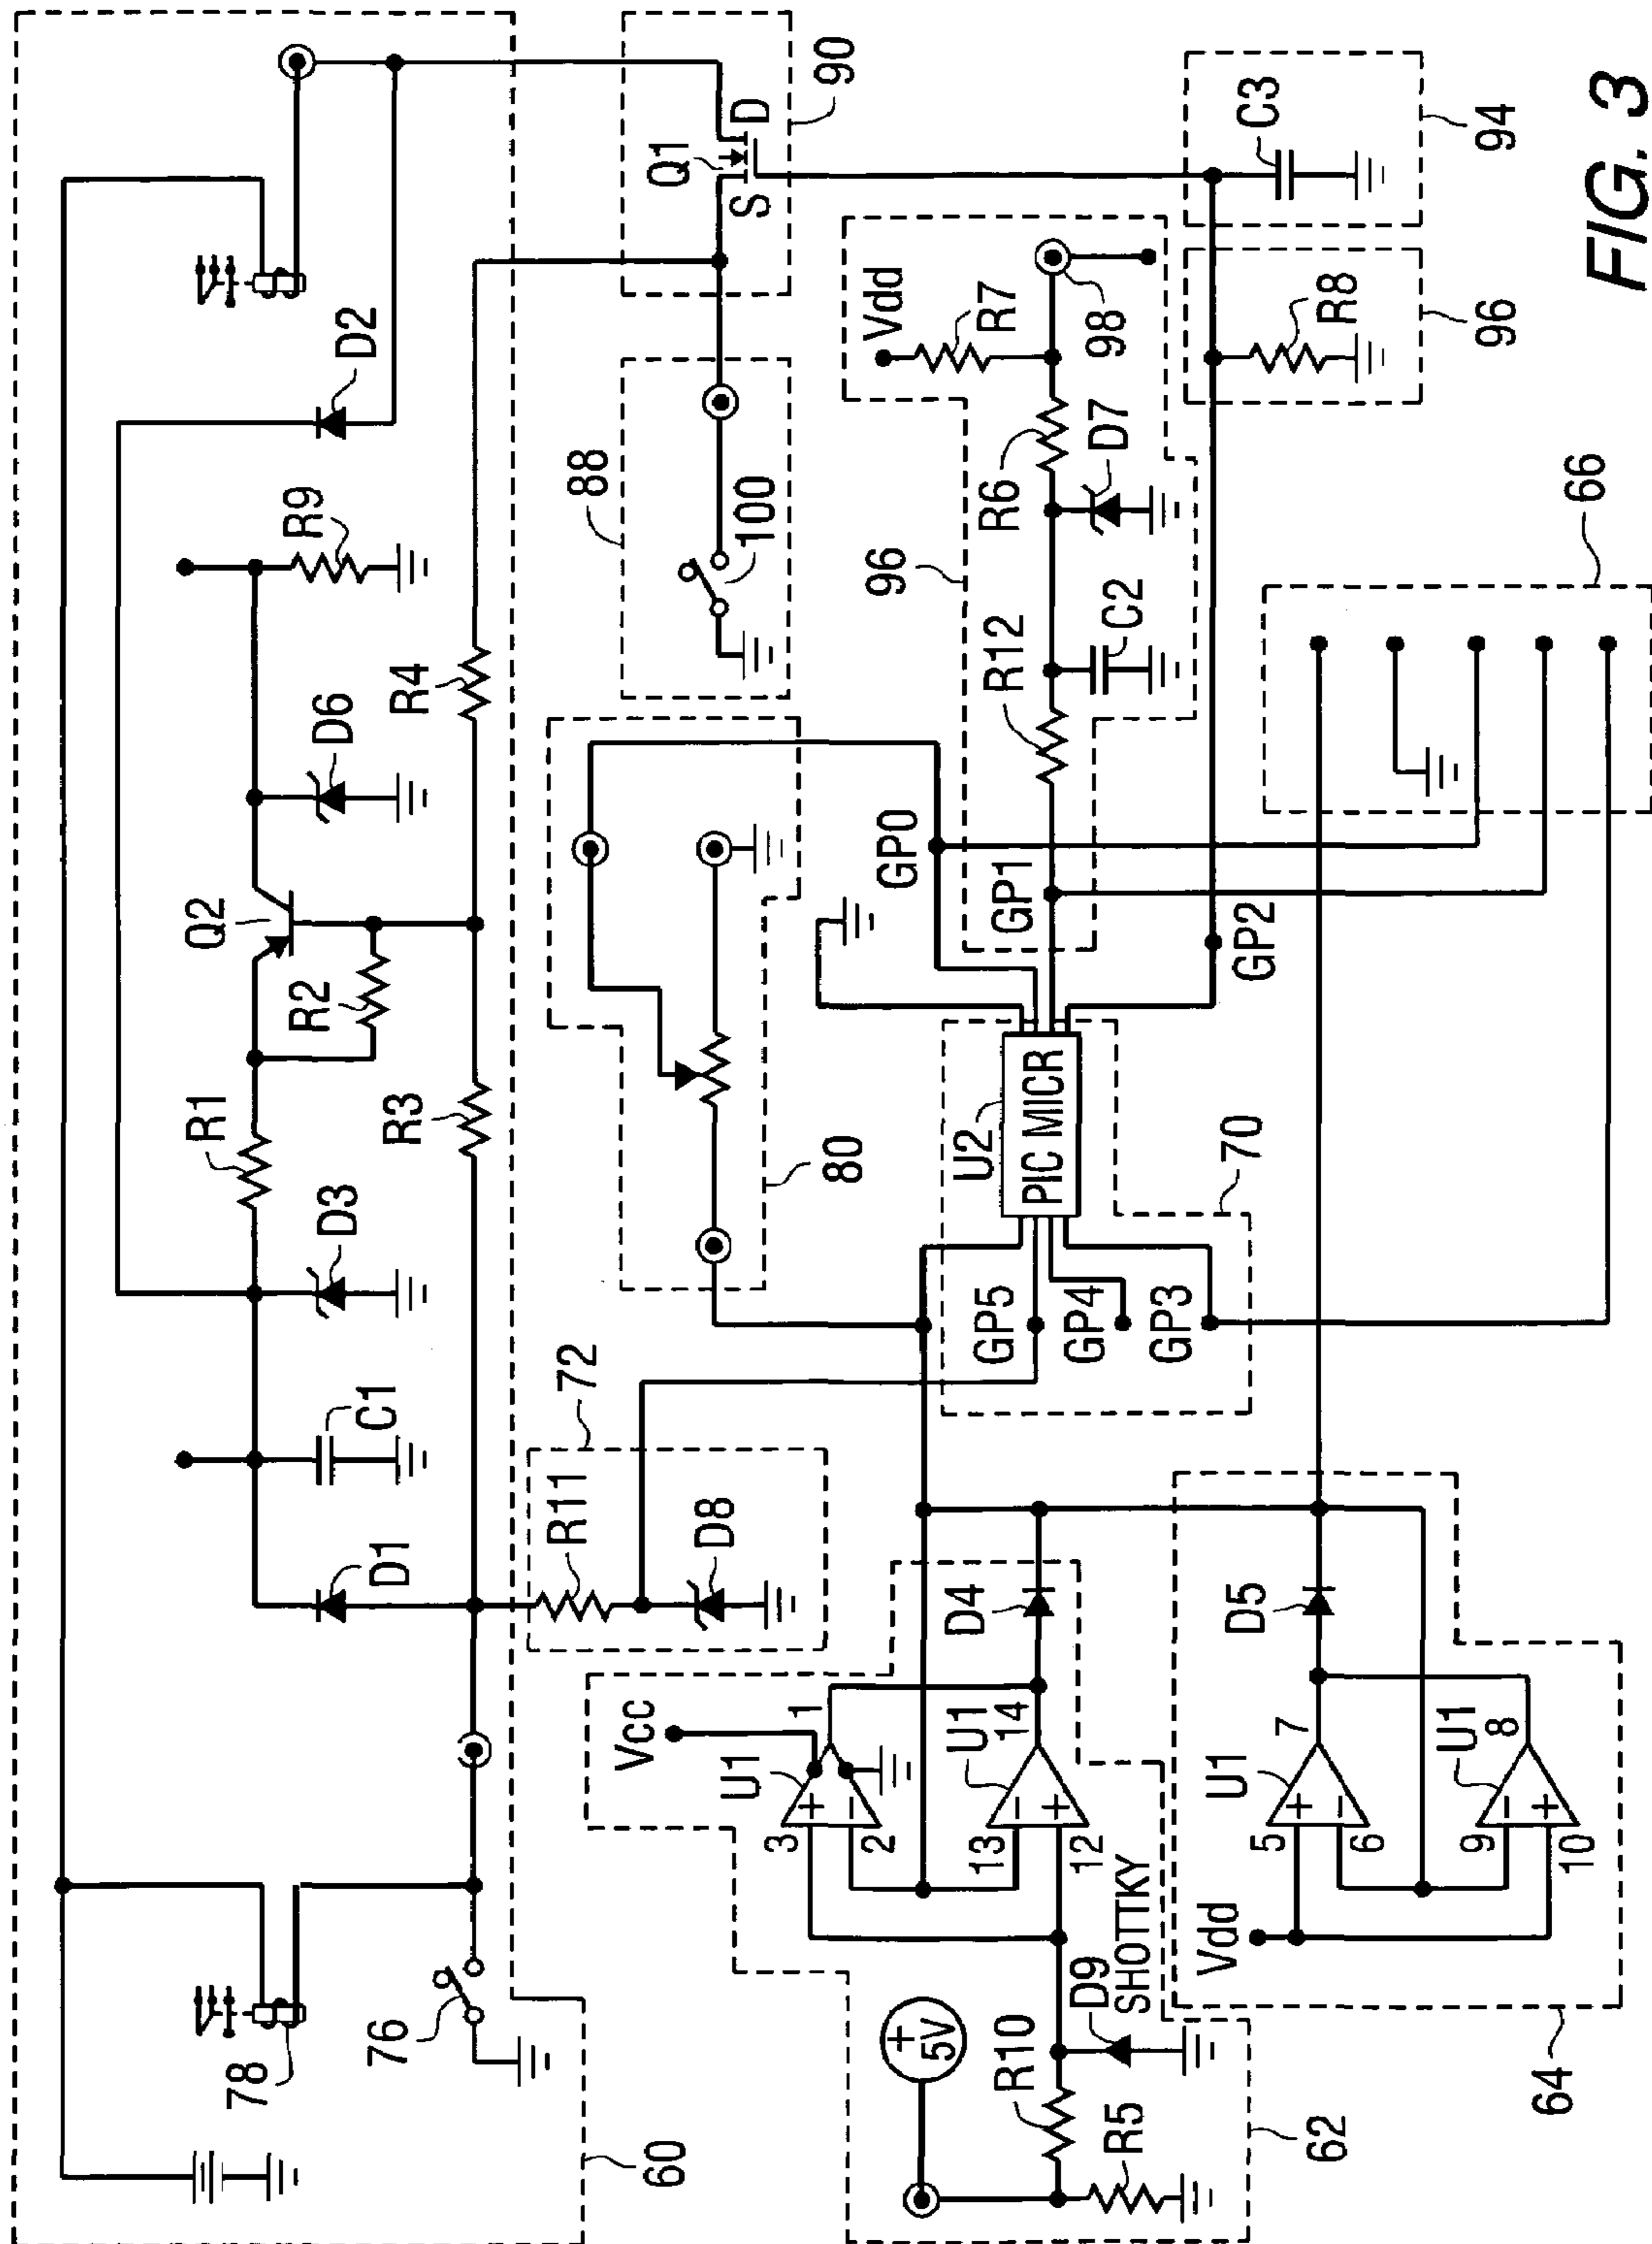 D2
R9
D6
R4
Q2
R2
R1
R3
D3
C1
D1
78
76
60
Q1
D
S
90
88
100
80
72
R11
D8
96
Vdd
R7
98
R6
D7
R12
C2
C3
94
R8
96
GP0
GP1
GP2
66
U2
PIC MICR
70
GP5
GP4
GP3
Vcc
U1
1
3
+
2
−
D4
U1
14
13
−
12
+
5V
+
R10
D9
SHOTTKY
R5
62
D5
U1
7
5
+
6
−
Vdd
U1
8
9
−
10
+
64
FIG. 3